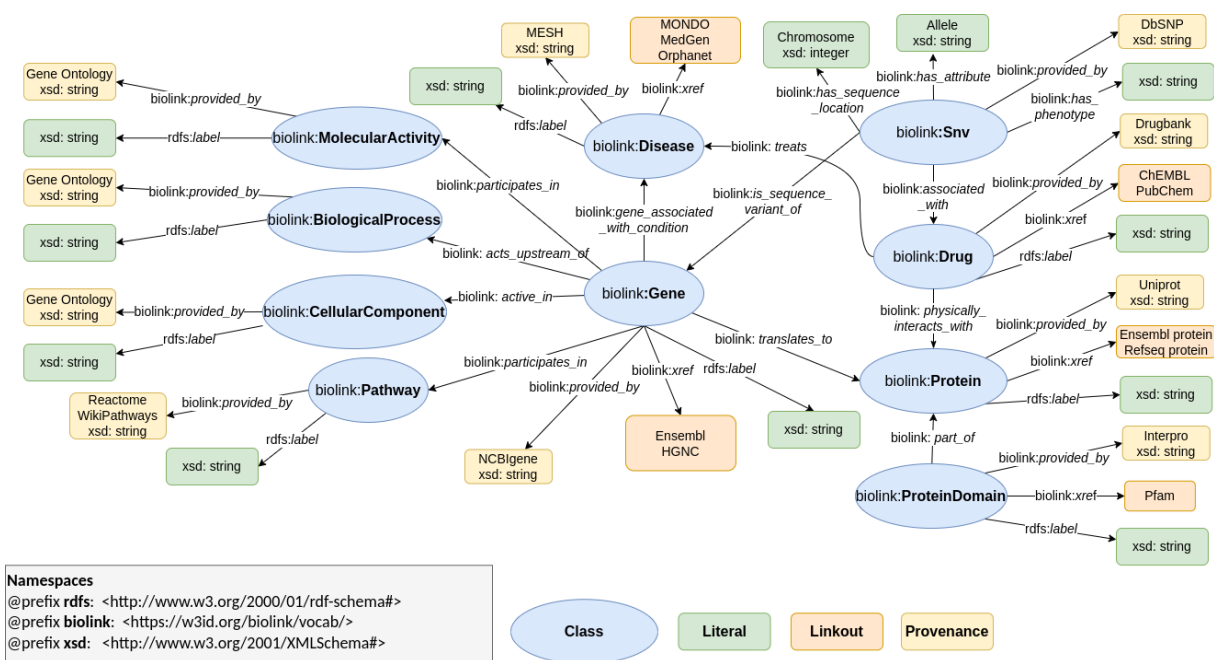 MESH
xsd: string
MONDO
MedGen
Orphanet
Chromosome
xsd: integer
Allele
xsd: string
DbSNP
xsd: string
Gene Ontology
xsd: string
biolink:provided_by
xsd: string
rdfs:label
biolink:MolecularActivity
xsd: string
rdfs:label
biolink:provided_by
biolink:xref
biolink:Disease
biolink:has_attribute
biolink:has_sequence
_location
biolink:provided_by
xsd: string
biolink:has_
phenotype
biolink:Snv
Drugbank
xsd: string
biolink: treats
Gene Ontology
xsd: string
biolink:provided_by
biolink:BiologicalProcess
xsd: string
rdfs:label
biolink:participates_in
biolink:gene_associated
_with_condition
biolink:is_sequence_
variant_of
biolink:associated
_with
biolink:provided_by
ChEMBL
PubChem
biolink:xref
xsd: string
rdfs:label
biolink:Drug
biolink: acts_upstream_of
biolink:Gene
Gene Ontology
xsd: string
biolink:provided_by
biolink:CellularComponent
biolink: active_in
xsd: string
rdfs:label
biolink: physically_
interacts_with
Uniprot
xsd: string
biolink:provided_by
Ensembl protein
Refseq protein
biolink:xref
biolink: translates_to
biolink:Protein
xsd: string
rdfs:label
biolink:participates_in
biolink:provided_by
biolink:xref
rdfs:label
biolink:Pathway
Reactome
WikiPathways
xsd: string
biolink:provided_by
rdfs:label
xsd: string
NCBIgene
xsd: string
Ensembl
HGNC
xsd: string
biolink: part_of
Interpro
xsd: string
biolink:provided_by
biolink:ProteinDomain
biolink:xref
Pfam
rdfs:label
xsd: string
Namespaces
@prefix rdfs: <http://www.w3.org/2000/01/rdf-schema#>
@prefix biolink: <https://w3id.org/biolink/vocab/>
@prefix xsd: <http://www.w3.org/2001/XMLSchema#>
Class
Literal
Linkout
Provenance